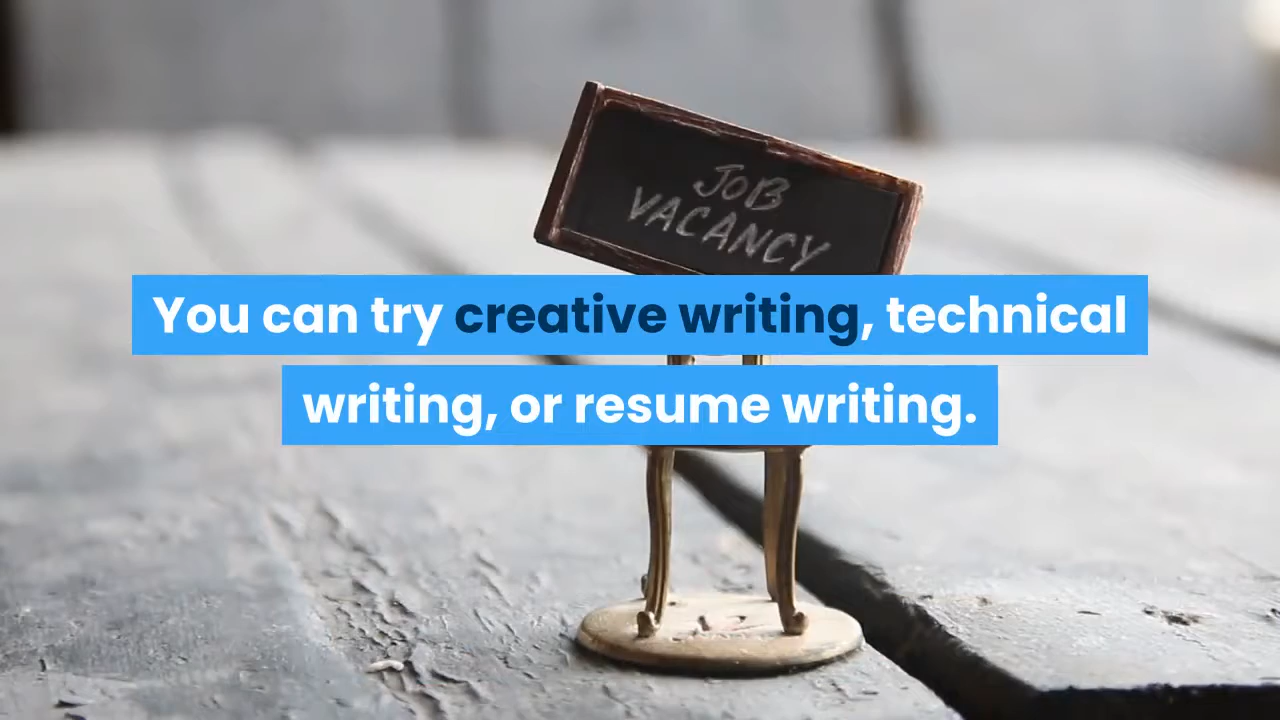 JOB
VACANCY
You can try creative writing, technical
writing, or resume writing.